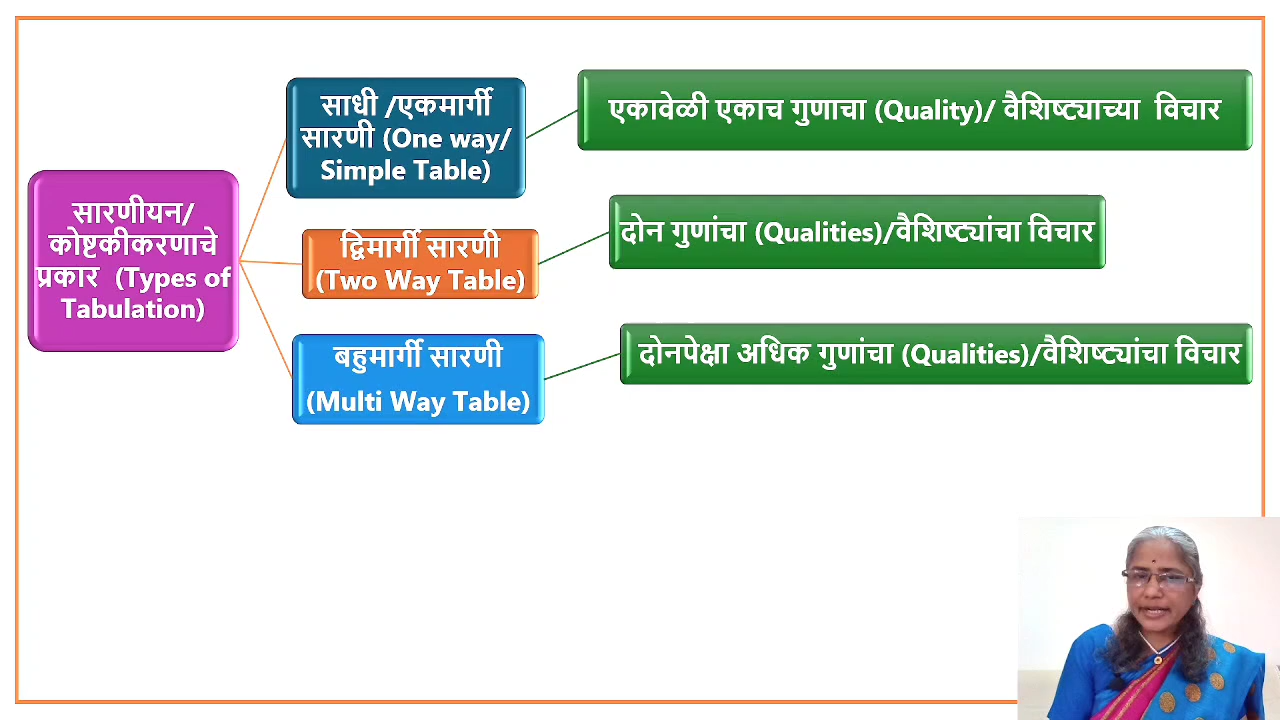 सारणीयन/
कोष्टकीकरणाचे
प्रकार (Types of
Tabulation)
साधी /एकमार्गी
सारणी (One way/
Simple Table)
एकावेळी एकाच गुणाचा (Quality)/ वैशिष्ट्याच्या विचार
द्विमार्गी सारणी
(Two Way Table)
दोन गुणांचा (Qualities)/वैशिष्ट्यांचा विचार
बहुमार्गी सारणी
(Multi Way Table)
दोनपेक्षा अधिक गुणांचा (Qualities)/वैशिष्ट्यांचा विचार